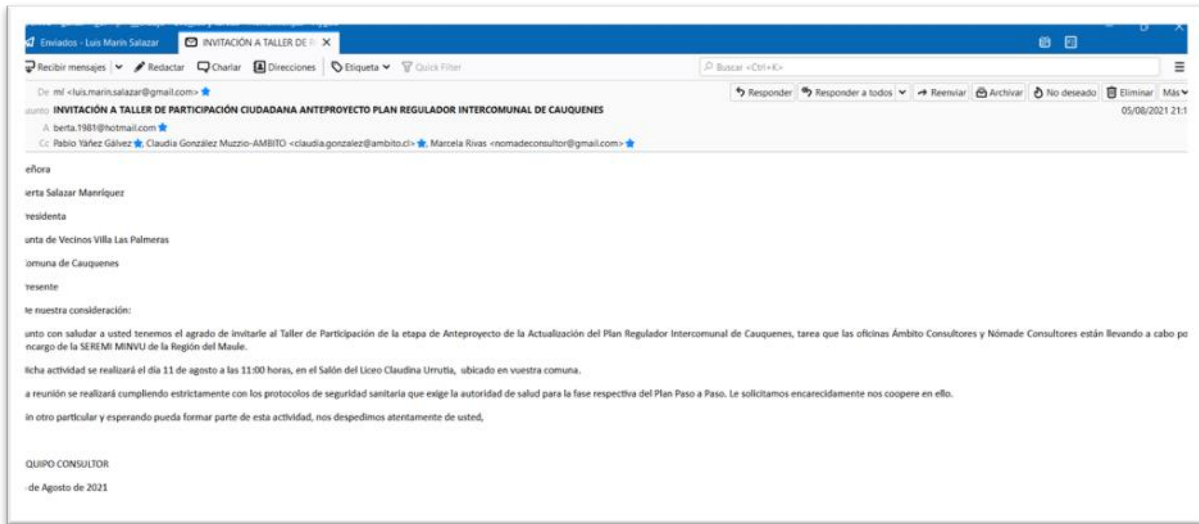 Enviados - Luis Marín Salazar INVITACIÓN A TALLER DE
Recibir mensajes Redactar Charlar Direcciones Etiqueta Quick Filter Buscar <Ctrl+K>
De mí <luis.marin.salazar@gmail.com> Responder Responder a todos Reenviar Archivar No deseado Eliminar Más
sunto INVITACIÓN A TALLER DE PARTICIPACIÓN CIUDADANA ANTEPROYECTO PLAN REGULADOR INTERCOMUNAL DE CAUQUENES 05/08/2021 21:1
A berta.1981@hotmail.com
Cc Pablo Yáñez Gálvez, Claudia González Muzzio-AMBITO <claudia.gonzalez@ambito.cl>, Marcela Rivas <nomadeconsultor@gmail.com>
eñora
erta Salazar Manríquez
residenta
unta de Vecinos Villa Las Palmeras
omuna de Cauquenes
resente
e nuestra consideración:
unto con saludar a usted tenemos el agrado de invitarle al Taller de Participación de la etapa de Anteproyecto de la Actualización del Plan Regulador Intercomunal de Cauquenes, tarea que las oficinas Ámbito Consultores y Nómade Consultores están llevando a cabo po
ncargo de la SEREMI MINVU de la Región del Maule.
icha actividad se realizará el día 11 de agosto a las 11:00 horas, en el Salón del Liceo Claudina Urrutia, ubicado en vuestra comuna.
a reunión se realizará cumpliendo estrictamente con los protocolos de seguridad sanitaria que exige la autoridad de salud para la fase respectiva del Plan Paso a Paso. Le solicitamos encarecidamente nos coopere en ello.
in otro particular y esperando pueda formar parte de esta actividad, nos despedimos atentamente de usted,
QUIPO CONSULTOR
de Agosto de 2021